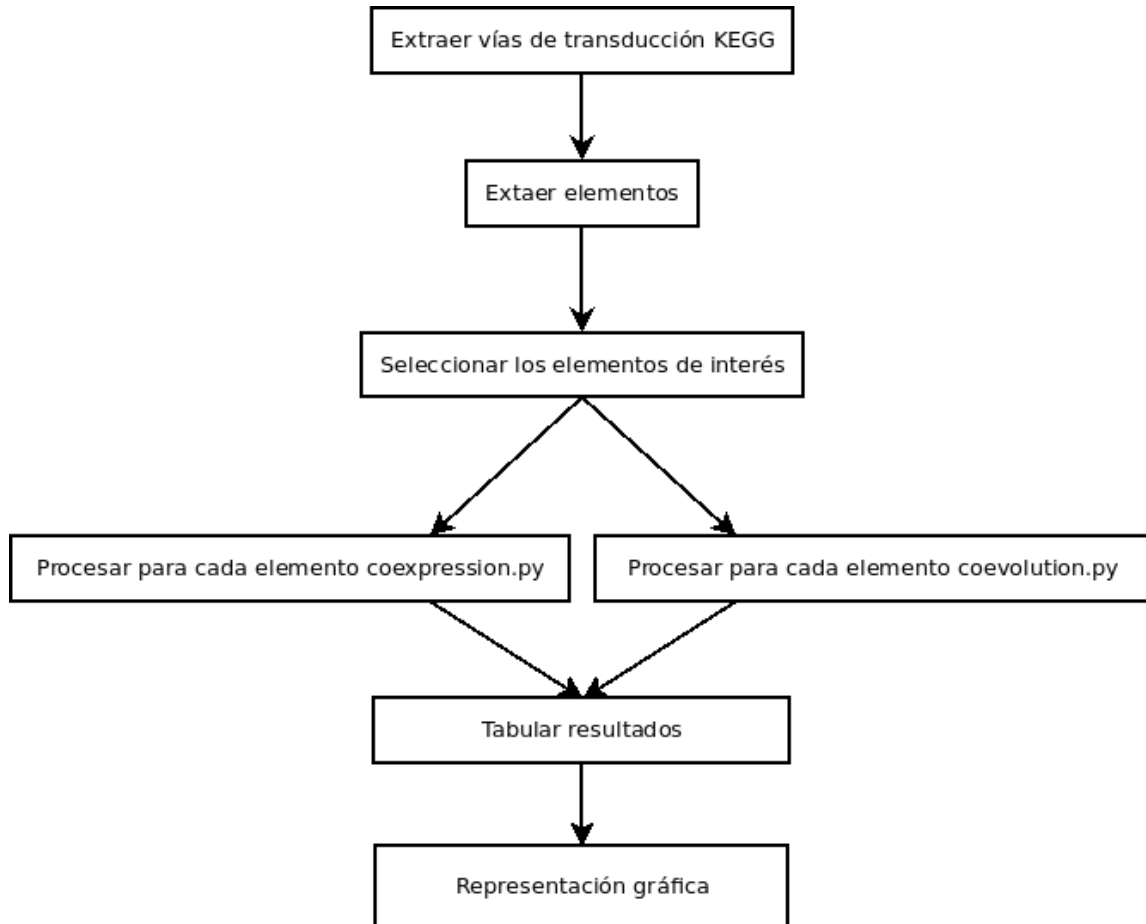 Extraer vías de transducción KEGG
Extaer elementos
Seleccionar los elementos de interés
Procesar para cada elemento coexpression.py
Procesar para cada elemento coevolution.py
Tabular resultados
Representación gráfica